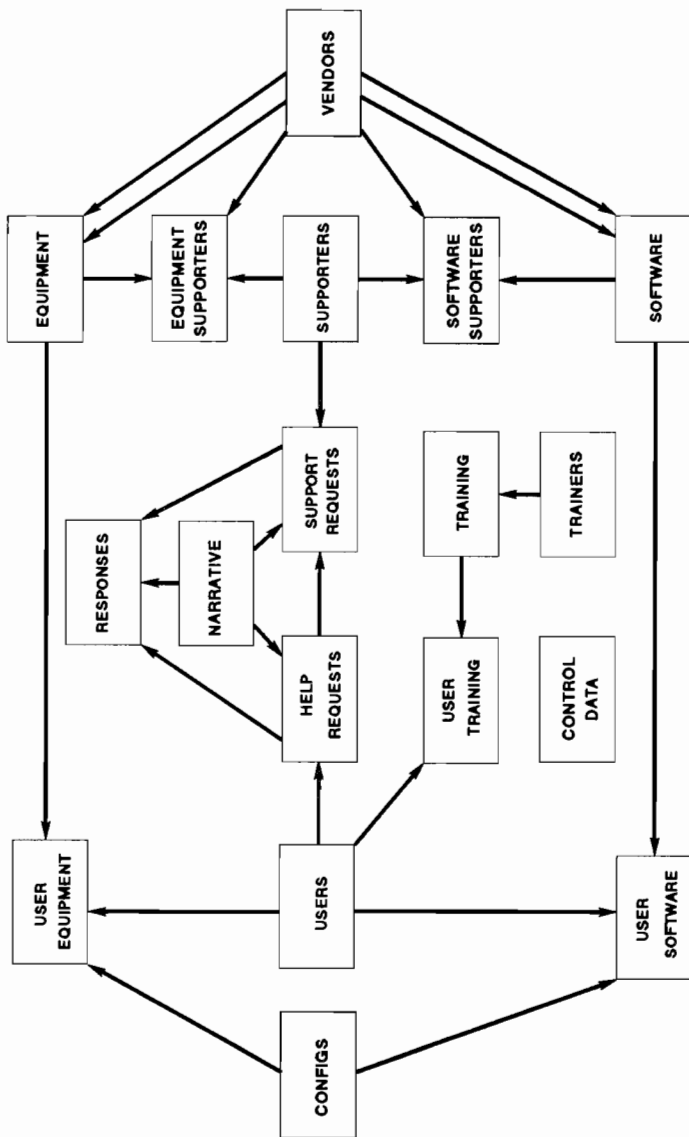 CONFIGS
USER
SOFTWARE
USERS
USER
EQUIPMENT
CONTROL
DATA
USER
TRAINING
HELP
REQUESTS
NARRATIVE
RESPONSES
TRAINERS
TRAINING
SUPPORT
REQUESTS
SOFTWARE
SOFTWARE
SUPPORTERS
SUPPORTERS
EQUIPMENT
SUPPORTERS
EQUIPMENT
VENDORS